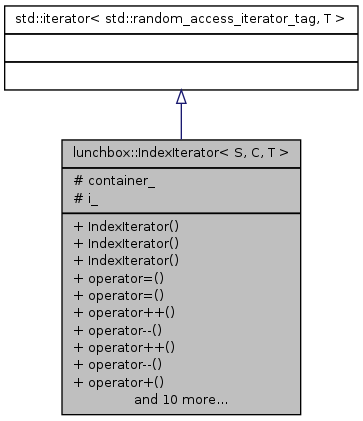 std::iterator< std::random_access_iterator_tag, T >
lunchbox::IndexIterator< S, C, T >
# container_
# i_
+ IndexIterator()
+ IndexIterator()
+ IndexIterator()
+ operator=()
+ operator=()
+ operator++()
+ operator--()
+ operator++()
+ operator--()
+ operator+()
and 10 more...